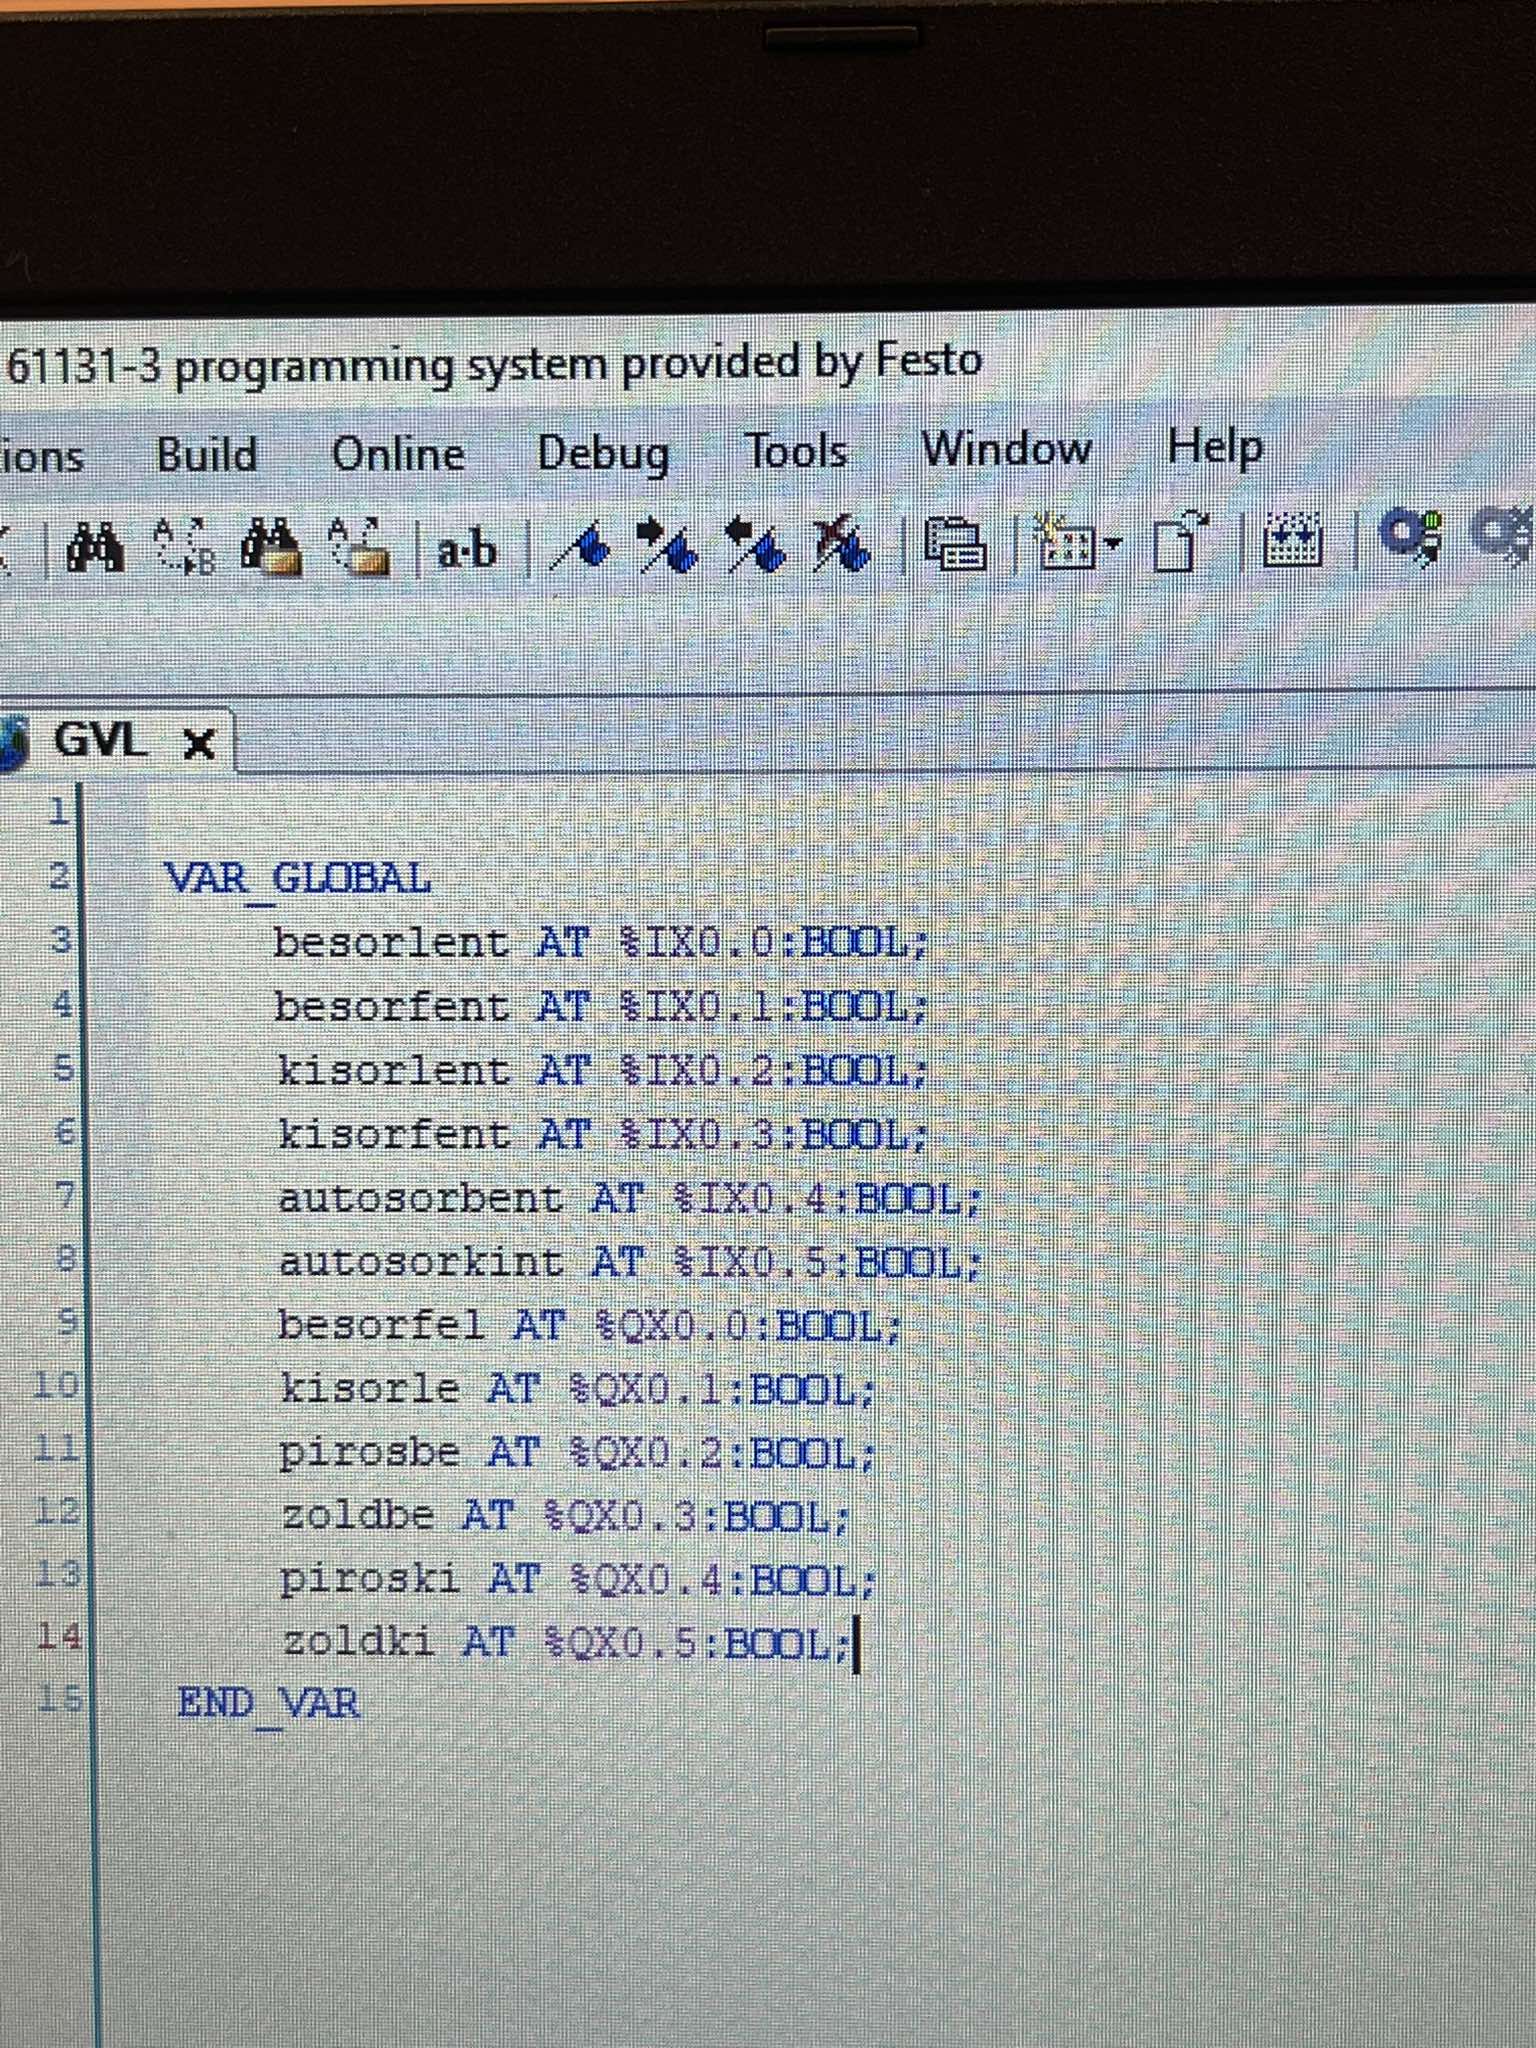 61131-3 programming system provided by Festo
ions Build Online Debug Tools Window Help
A B A a·b
GVL x
1
2 VAR_GLOBAL
3 besorlent AT %IX0.0:BOOL;
4 besorfent AT %IX0.1:BOOL;
5 kisorlent AT %IX0.2:BOOL;
6 kisorfent AT %IX0.3:BOOL;
7 autosorbent AT %IX0.4:BOOL;
8 autosorkint AT %IX0.5:BOOL;
9 besorfel AT %QX0.0:BOOL;
10 kisorle AT %QX0.1:BOOL;
11 pirosbe AT %QX0.2:BOOL;
12 zoldbe AT %QX0.3:BOOL;
13 piroski AT %QX0.4:BOOL;
14 zoldki AT %QX0.5:BOOL;
15 END_VAR